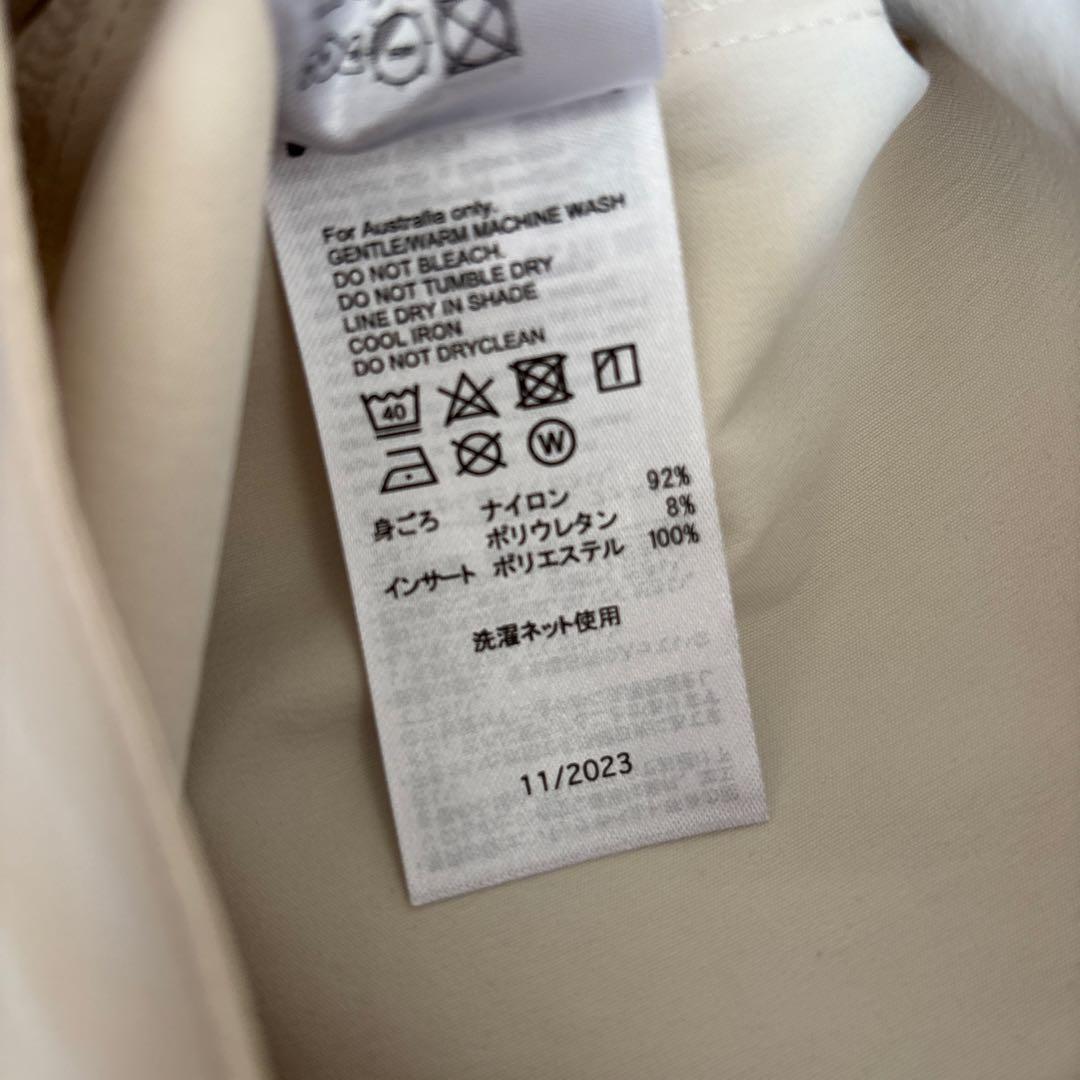 For Australia only.
GENTLE/WARM MACHINE WASH
DO NOT BLEACH.
DO NOT TUMBLE DRY
LINE DRY IN SHADE
COOL IRON
DO NOT DRYCLEAN
40
W
身ごろ ナイロン 92%
ポリウレタン 8%
インサート ポリエステル 100%
洗濯ネット使用
11/2023